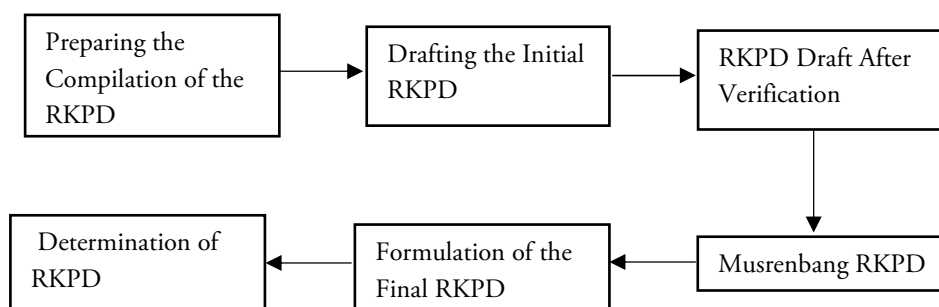 Preparing the
Compilation of the
RKPD
Drafting the Initial
RKPD
RKPD Draft After
Verification
Musrenbang RKPD
Formulation of the
Final RKPD
Determination of
RKPD